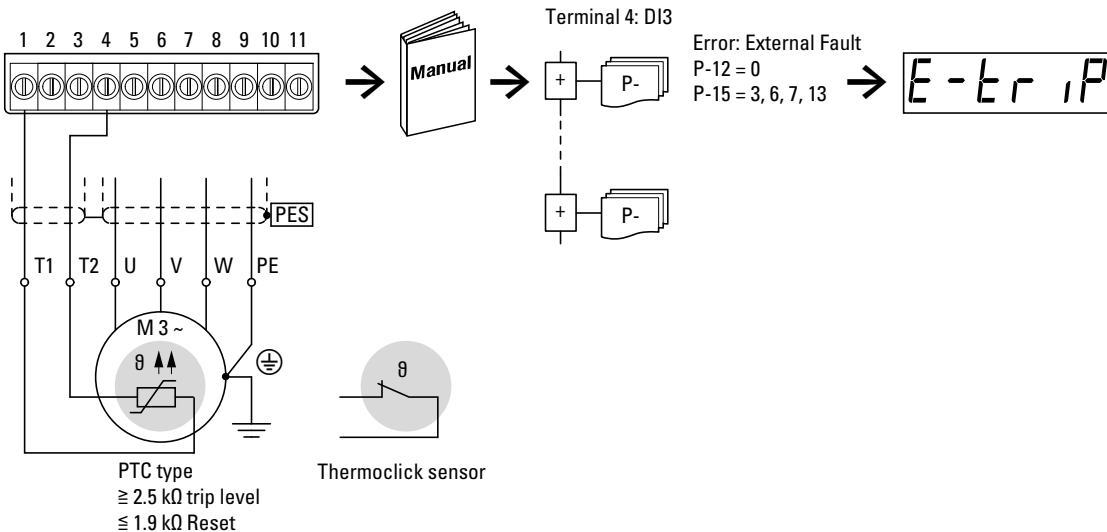 1 2 3 4 5 6 7 8 9 10 11
Manual
Terminal 4: DI3
+
P-
+
P-
Error: External Fault
P-12 = 0
P-15 = 3, 6, 7, 13
E-triP
PES
T1 T2 U V W PE
M 3 ~
ϑ
PTC type
≧ 2.5 kΩ trip level
≦ 1.9 kΩ Reset
ϑ
Thermoclick sensor